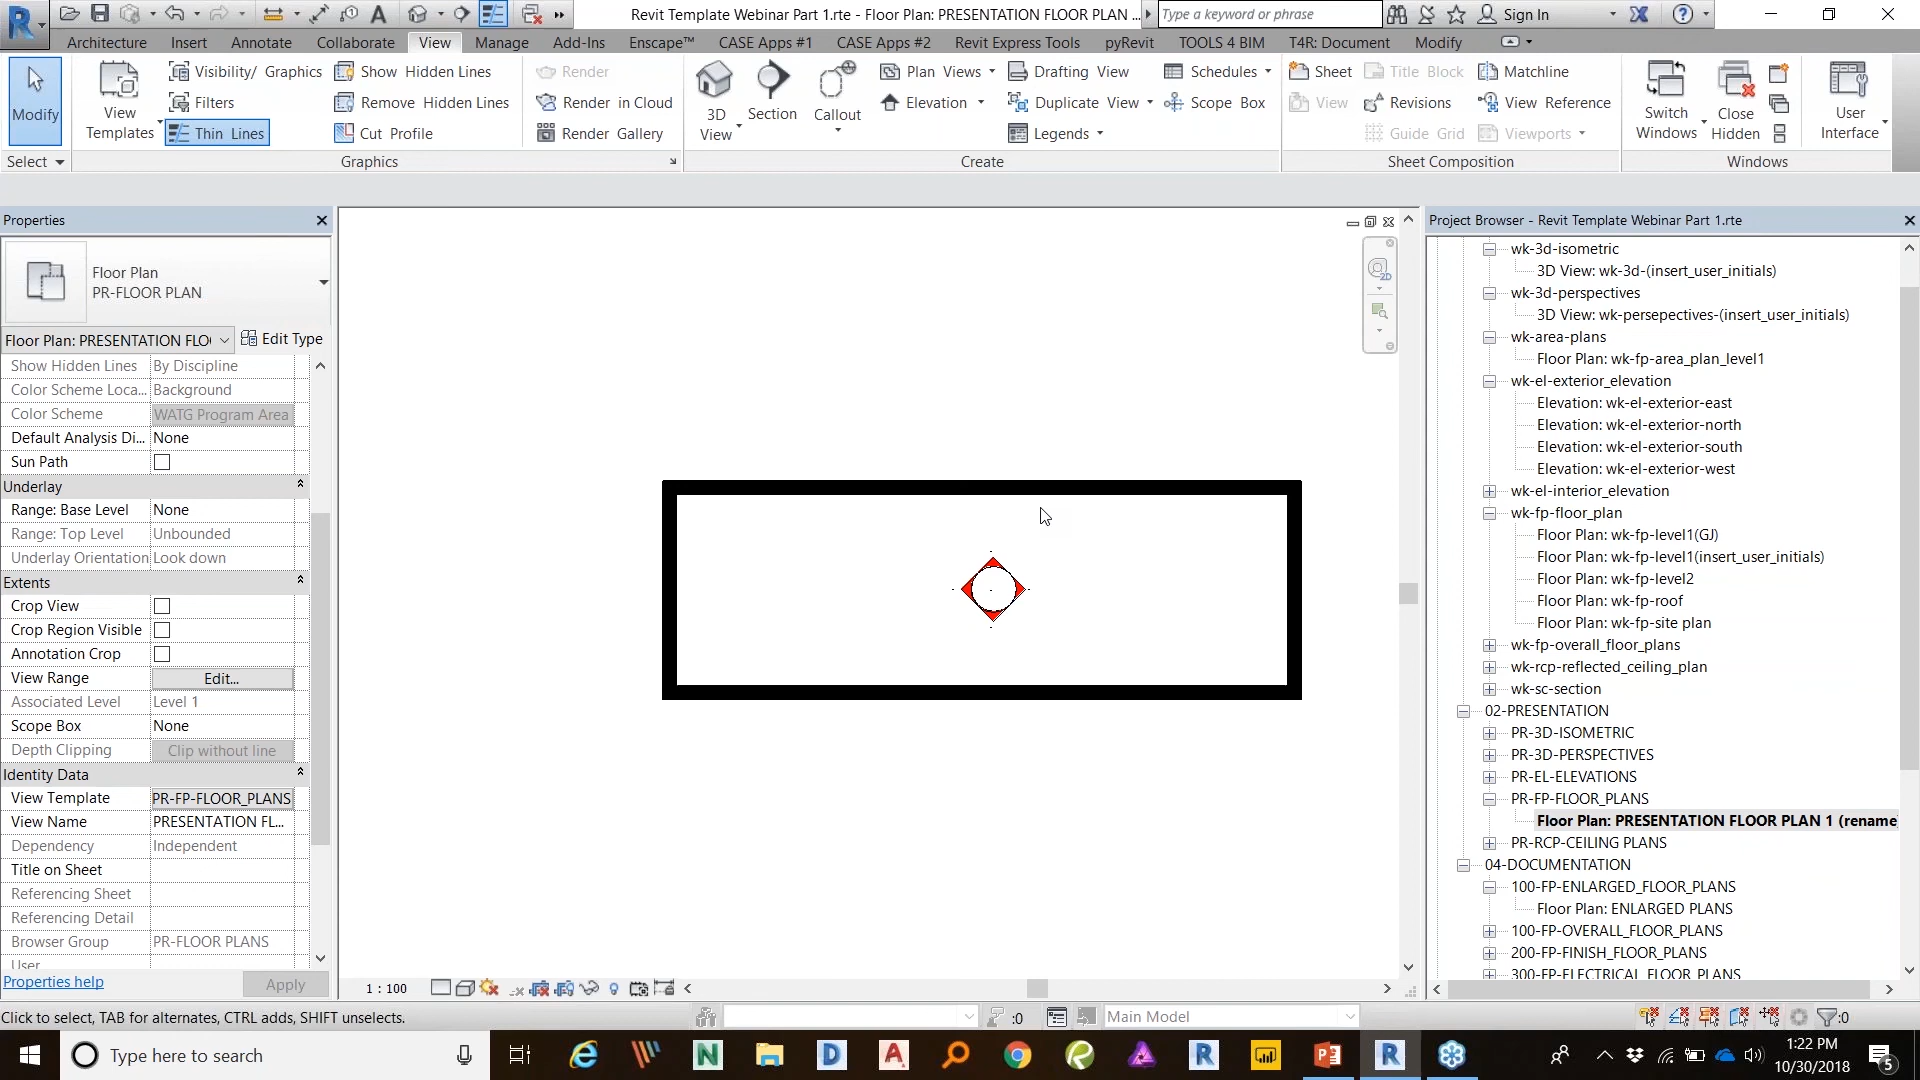 Revit Template Webinar Part 1.rte - Floor Plan: PRESENTATION FLOOR PLAN ...
Type a keyword or phrase
Sign In
Architecture Insert Annotate Collaborate View Manage Add-Ins Enscape™ CASE Apps #1 CASE Apps #2 Revit Express Tools pyRevit TOOLS 4 BIM T4R: Document Modify
Modify
View Templates
Visibility/ Graphics
Filters
Thin Lines
Show Hidden Lines
Remove Hidden Lines
Cut Profile
Render
Render in Cloud
Render Gallery
3D View
Section
Callout
Plan Views
Elevation
Drafting View
Duplicate View
Legends
Schedules
Scope Box
Sheet
View
Title Block
Revisions
Guide Grid
Matchline
View Reference
Viewports
Switch Windows
Close Hidden
User Interface
Select Graphics Create Sheet Composition Windows
Properties
Floor Plan
PR-FLOOR PLAN
Floor Plan: PRESENTATION FLO
Edit Type
Show Hidden Lines By Discipline
Color Scheme Loca... Background
Color Scheme WATG Program Area
Default Analysis Di... None
Sun Path
Underlay
Range: Base Level None
Range: Top Level Unbounded
Underlay Orientation Look down
Extents
Crop View
Crop Region Visible
Annotation Crop
View Range Edit...
Associated Level Level 1
Scope Box None
Depth Clipping Clip without line
Identity Data
View Template PR-FP-FLOOR_PLANS
View Name PRESENTATION FL...
Dependency Independent
Title on Sheet
Referencing Sheet
Referencing Detail
Browser Group PR-FLOOR PLANS
User
Properties help
Apply
2D
1 : 100
Project Browser - Revit Template Webinar Part 1.rte
wk-3d-isometric
3D View: wk-3d-(insert_user_initials)
wk-3d-perspectives
3D View: wk-persepectives-(insert_user_initials)
wk-area-plans
Floor Plan: wk-fp-area_plan_level1
wk-el-exterior_elevation
Elevation: wk-el-exterior-east
Elevation: wk-el-exterior-north
Elevation: wk-el-exterior-south
Elevation: wk-el-exterior-west
wk-el-interior_elevation
wk-fp-floor_plan
Floor Plan: wk-fp-level1(GJ)
Floor Plan: wk-fp-level1(insert_user_initials)
Floor Plan: wk-fp-level2
Floor Plan: wk-fp-roof
Floor Plan: wk-fp-site plan
wk-fp-overall_floor_plans
wk-rcp-reflected_ceiling_plan
wk-sc-section
02-PRESENTATION
PR-3D-ISOMETRIC
PR-3D-PERSPECTIVES
PR-EL-ELEVATIONS
PR-FP-FLOOR_PLANS
Floor Plan: PRESENTATION FLOOR PLAN 1 (rename
PR-RCP-CEILING PLANS
04-DOCUMENTATION
100-FP-ENLARGED_FLOOR_PLANS
Floor Plan: ENLARGED PLANS
100-FP-OVERALL_FLOOR_PLANS
200-FP-FINISH_FLOOR_PLANS
300-FP-ELECTRICAL_FLOOR_PLANS
Click to select, TAB for alternates, CTRL adds, SHIFT unselects.
:0
Main Model
:0
Type here to search
1:22 PM
10/30/2018
5